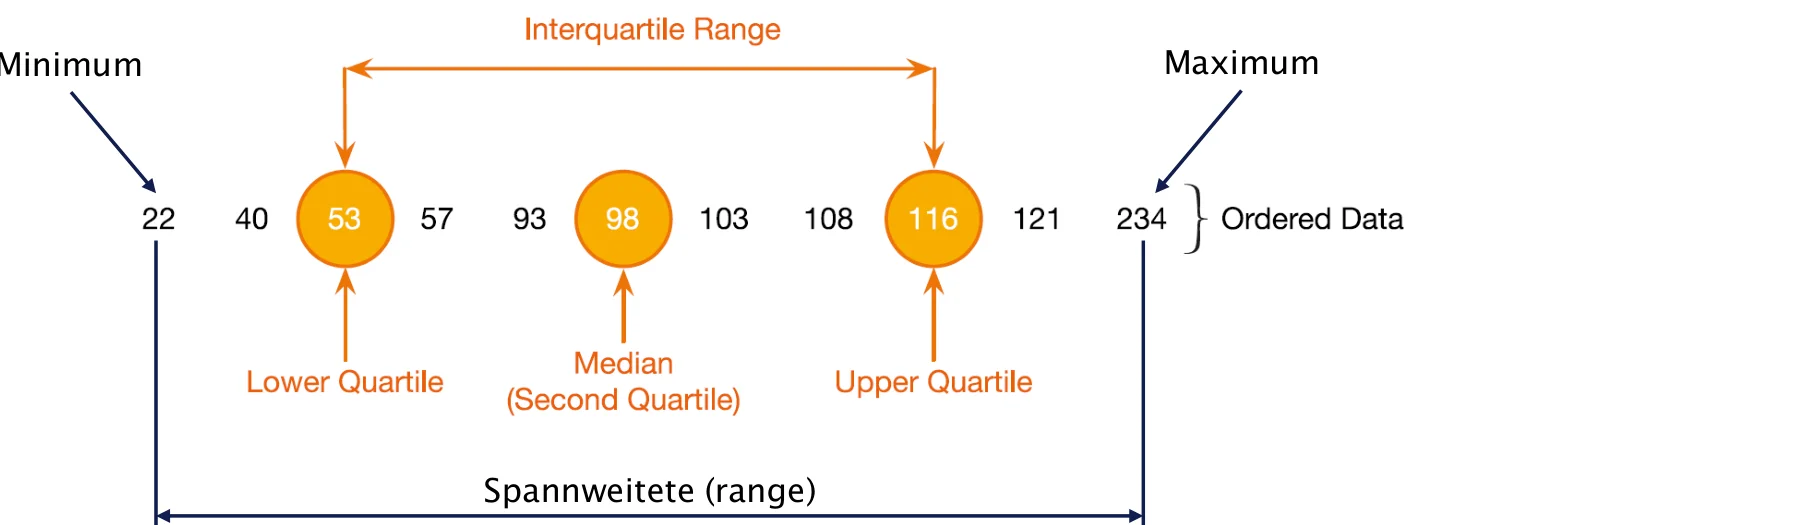 Interquartile Range
Minimum
Maximum
22 40 53 57 93 98 103 108 116 121 234 } Ordered Data
Lower Quartile
Median
(Second Quartile)
Upper Quartile
Spannweitete (range)